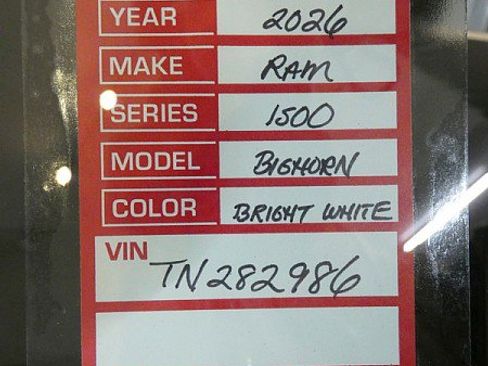 YEAR 2026
MAKE RAM
SERIES 1500
MODEL BIGHORN
COLOR BRIGHT WHITE
VIN
TN282986